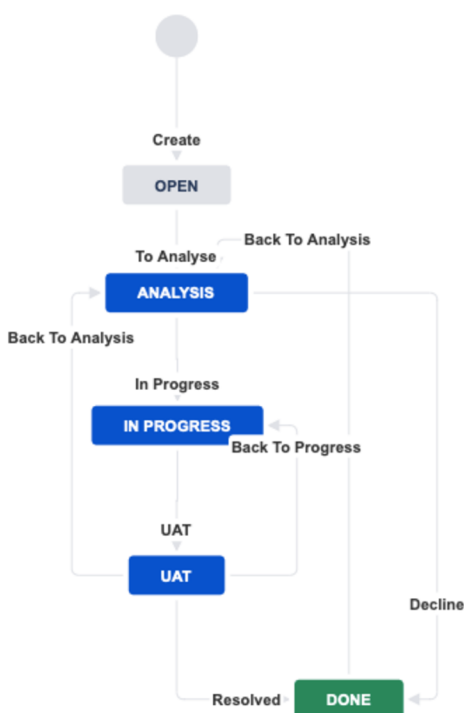 Create
OPEN
Back To Analysis
To Analyse
ANALYSIS
Back To Analysis
In Progress
IN PROGRESS
Back To Progress
UAT
UAT
Decline
Resolved
DONE